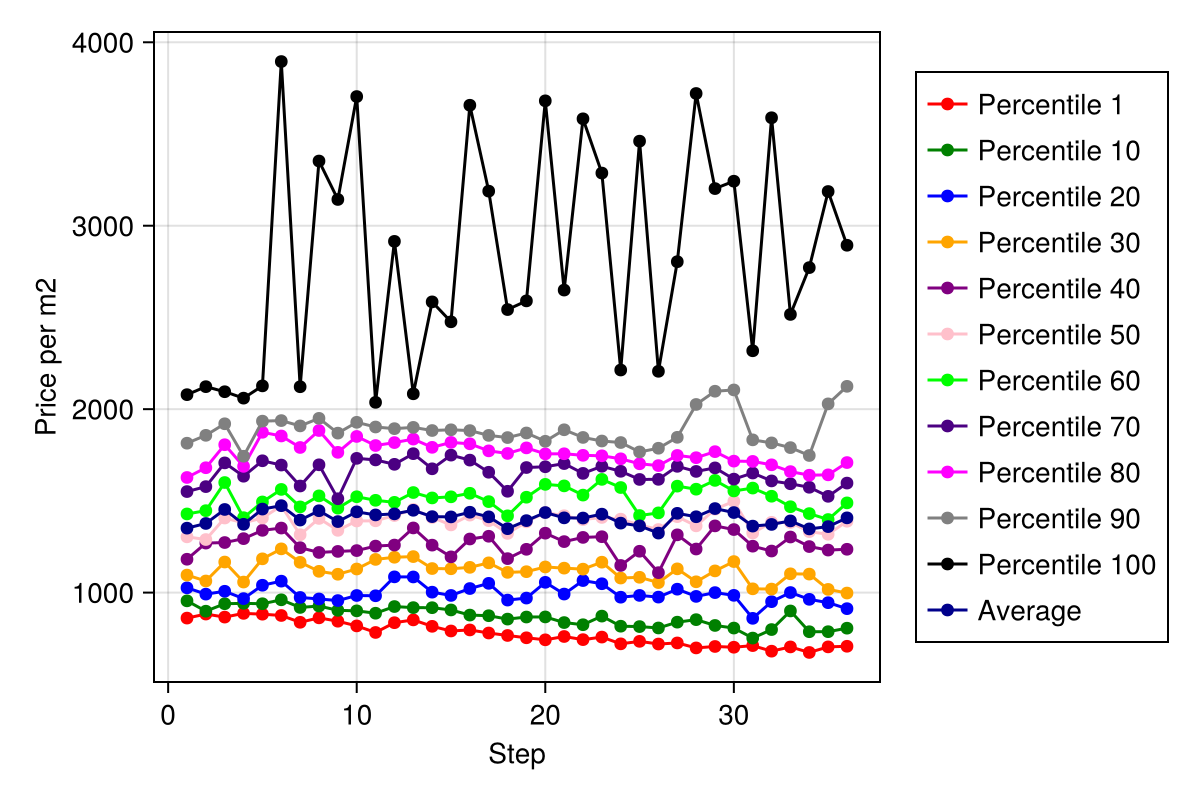 4000
3000
2000
1000
Price per m2
0
10
20
30
Step
Percentile 1
Percentile 10
Percentile 20
Percentile 30
Percentile 40
Percentile 50
Percentile 60
Percentile 70
Percentile 80
Percentile 90
Percentile 100
Average